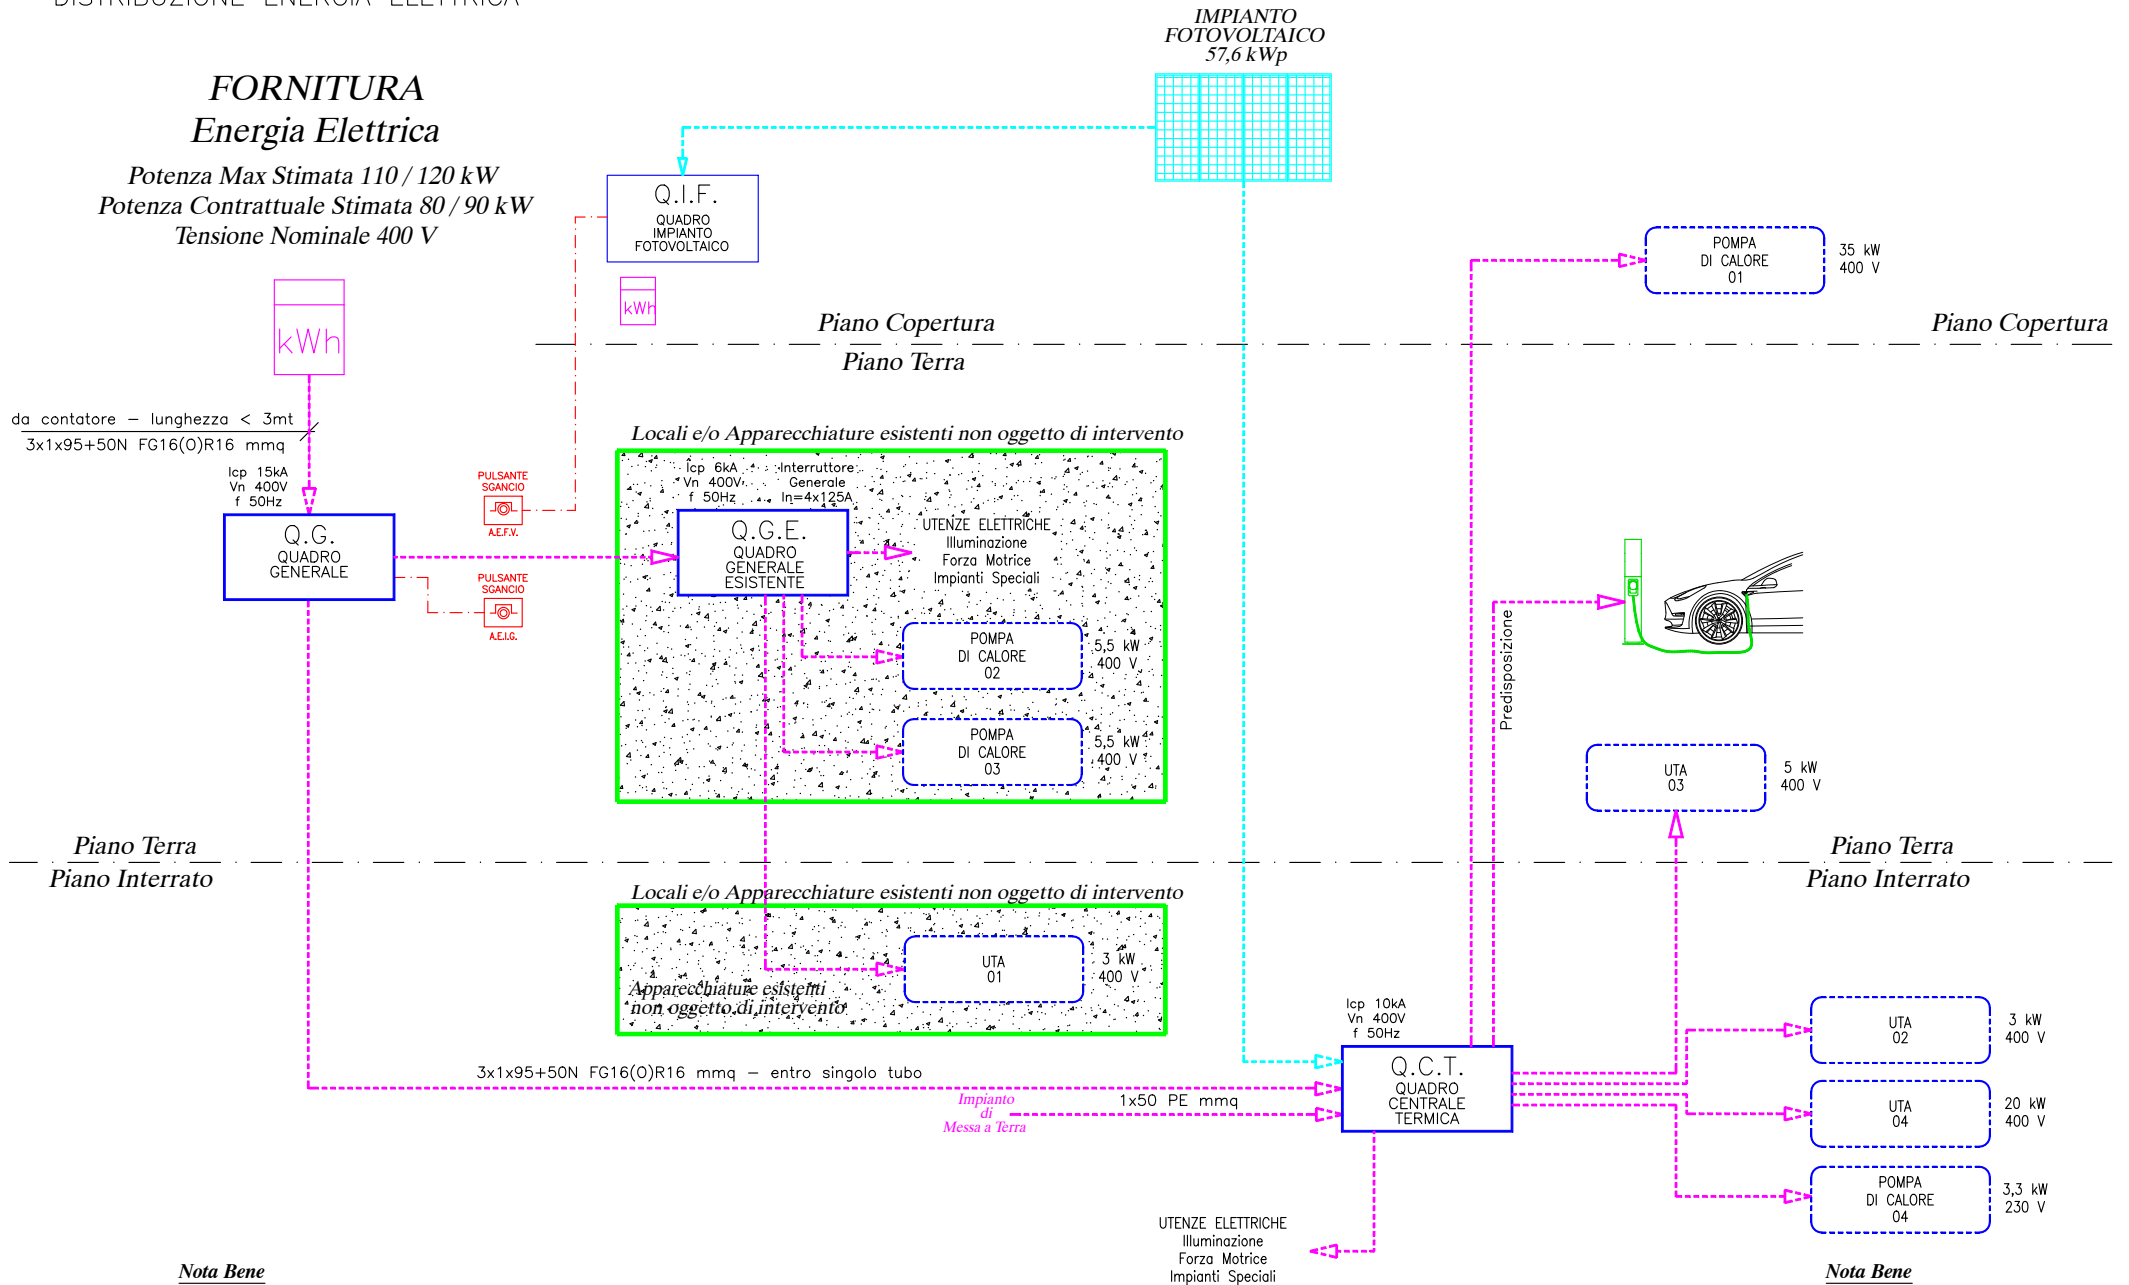 DISTRIBUZIONE ENERGIA ELETTRICA
FORNITURA
Energia Elettrica
Potenza Max Stimata 110 / 120 kW
Potenza Contrattuale Stimata 80 / 90 kW
Tensione Nominale 400 V
kWh
da contatore – lunghezza < 3mt
3x1x95+50N FG16(O)R16 mmq
Icp 15kA
Vn 400V
f 50Hz
Q.G.
QUADRO
GENERALE
IMPIANTO
FOTOVOLTAICO
57,6 kWp
Q.I.F.
QUADRO
IMPIANTO
FOTOVOLTAICO
kWh
POMPA
DI CALORE
01
35 kW
400 V
Piano Copertura
Piano Copertura
Piano Terra
PULSANTE
SGANCIO
A.E.F.V.
PULSANTE
SGANCIO
A.E.I.G.
Locali e/o Apparecchiature esistenti non oggetto di intervento
Icp 6kA
Vn 400V
f 50Hz
Interruttore
Generale
In=4x125A
Q.G.E.
QUADRO
GENERALE
ESISTENTE
UTENZE ELETTRICHE
Illuminazione
Forza Motrice
Impianti Speciali
POMPA
DI CALORE
02
5,5 kW
400 V
POMPA
DI CALORE
03
5,5 kW
400 V
Predisposizione
UTA
03
5 kW
400 V
Piano Terra
Piano Terra
Piano Interrato
Piano Interrato
Locali e/o Apparecchiature esistenti non oggetto di intervento
UTA
01
3 kW
400 V
Apparecchiature esistenti
non oggetto di intervento
Icp 10kA
Vn 400V
f 50Hz
Q.C.T.
QUADRO
CENTRALE
TERMICA
3x1x95+50N FG16(O)R16 mmq – entro singolo tubo
Impianto
di
Messa a Terra
1x50 PE mmq
UTA
02
3 kW
400 V
UTA
04
20 kW
400 V
POMPA
DI CALORE
04
3,3 kW
230 V
UTENZE ELETTRICHE
Illuminazione
Forza Motrice
Impianti Speciali
Nota Bene
Nota Bene